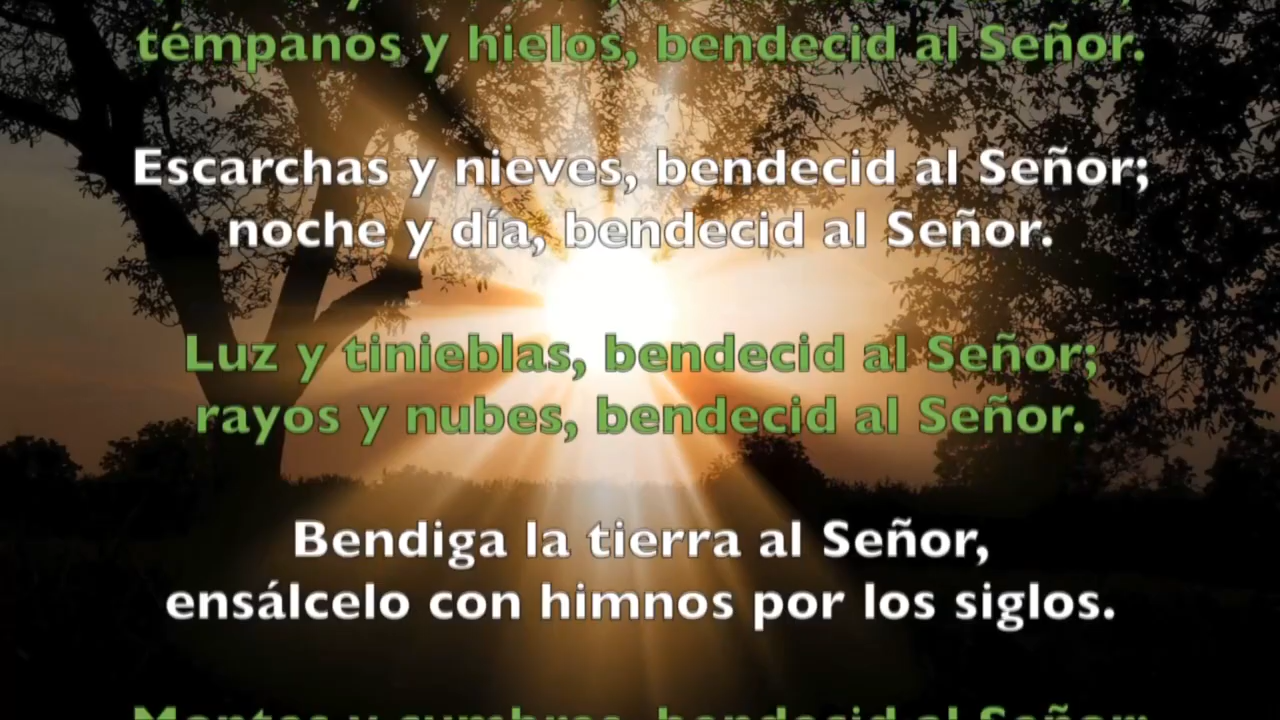 témpanos y hielos, bendecid al Señor.
Escarchas y nieves, bendecid al Señor;
noche y día, bendecid al Señor.
Luz y tinieblas, bendecid al Señor;
rayos y nubes, bendecid al Señor.
Bendiga la tierra al Señor,
ensálcelo con himnos por los siglos.
Montes y cumbres, bendecid al Señor;